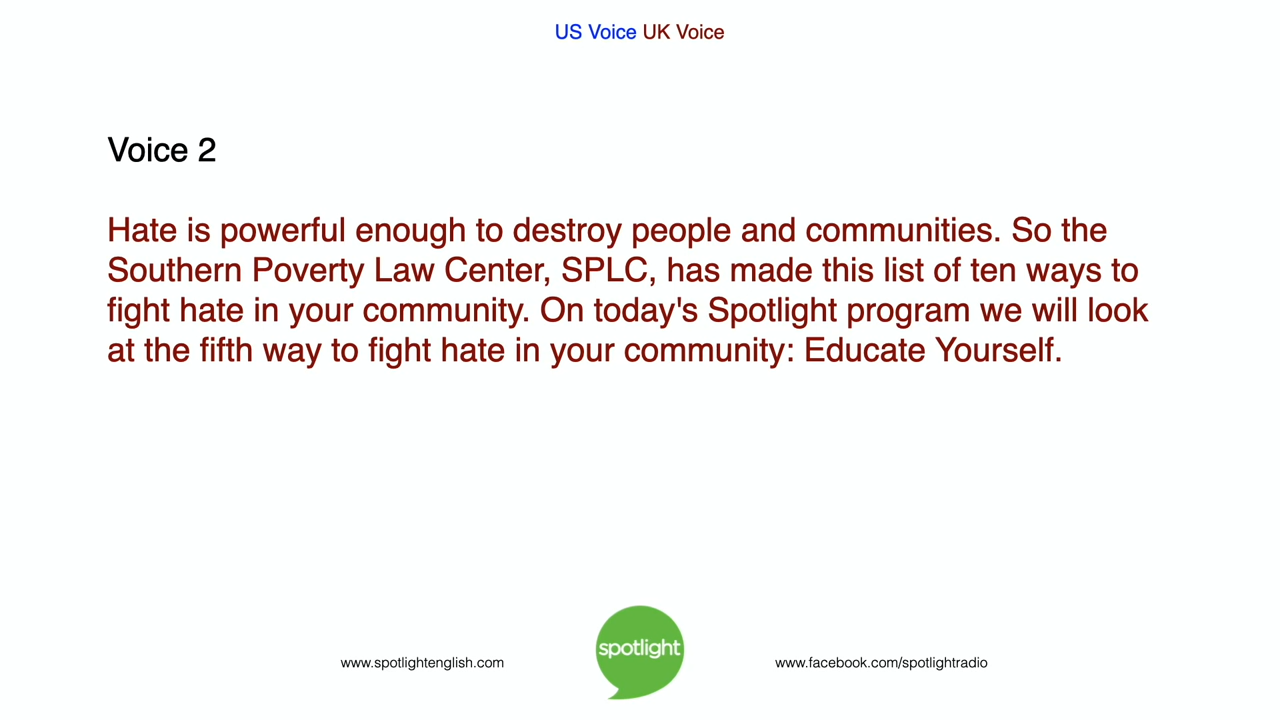 US Voice UK Voice
Voice 2
Hate is powerful enough to destroy people and communities. So the
Southern Poverty Law Center, SPLC, has made this list of ten ways to
fight hate in your community. On today's Spotlight program we will look
at the fifth way to fight hate in your community: Educate Yourself.
www.spotlightenglish.com
spotlight
www.facebook.com/spotlightradio